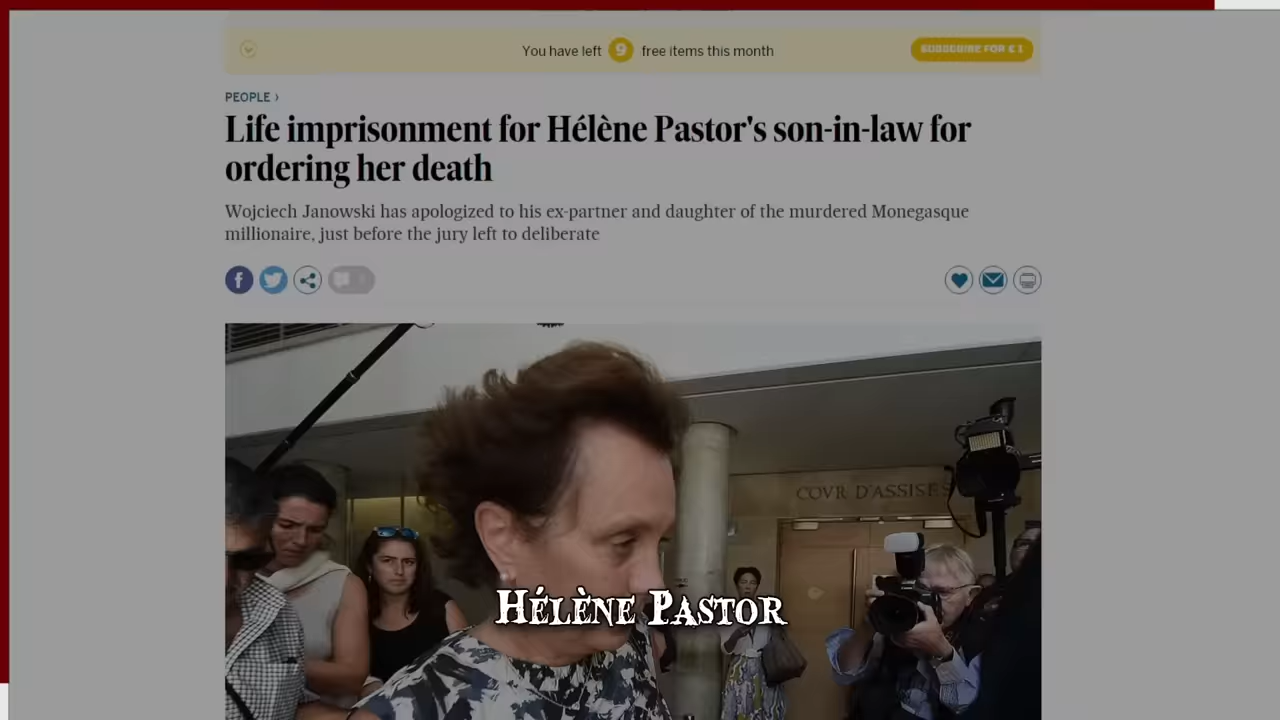 You have left 9 free items this month
SUBSCRIBE FOR £1
PEOPLE ›
Life imprisonment for Hélène Pastor's son-in-law for
ordering her death
Wojciech Janowski has apologized to his ex-partner and daughter of the murdered Monegasque
millionaire, just before the jury left to deliberate
COVR D'ASSISES
HÉLÈNE PASTOR